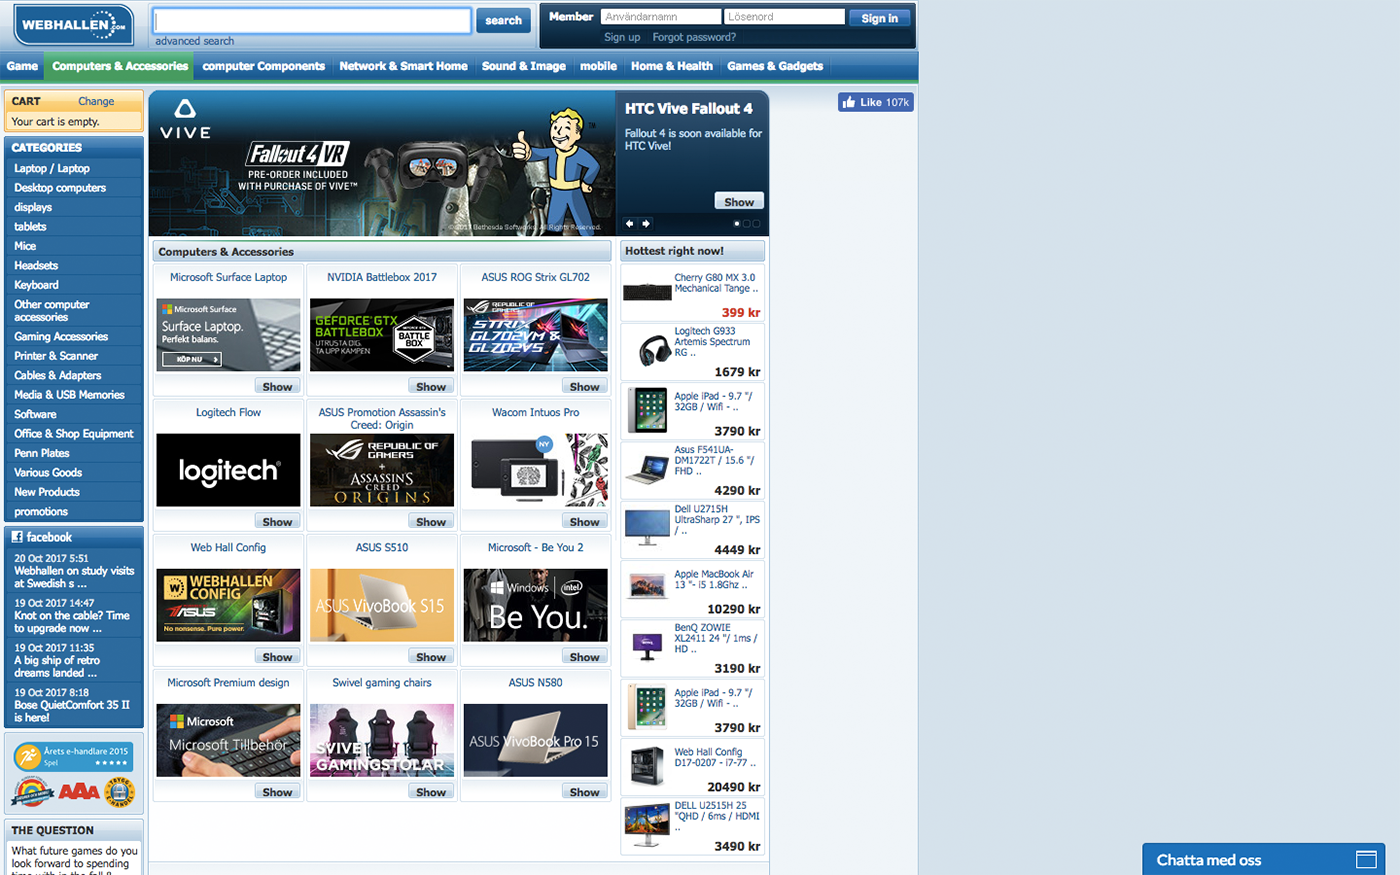 WEBHALLEN.COM
search
advanced search
Member
Användarnamn
Lösenord
Sign in
Sign up
Forgot password?
Game
Computers & Accessories
computer Components
Network & Smart Home
Sound & Image
mobile
Home & Health
Games & Gadgets
CART
Change
Your cart is empty.
CATEGORIES
Laptop / Laptop
Desktop computers
displays
tablets
Mice
Headsets
Keyboard
Other computer
accessories
Gaming Accessories
Printer & Scanner
Cables & Adapters
Media & USB Memories
Software
Office & Shop Equipment
Penn Plates
Various Goods
New Products
promotions
facebook
20 Oct 2017 5:51
Webhallen on study visits
at Swedish s ...
19 Oct 2017 14:47
Knot on the cable? Time
to upgrade now ...
19 Oct 2017 11:35
A big ship of retro
dreams landed ...
19 Oct 2017 8:18
Bose QuietComfort 35 II
is here!
Årets e-handlare 2015
Spel
AAA
TRYGG
E-HANDEL
THE QUESTION
What future games do you
look forward to spending
time with in the fall &
VIVE
Fallout 4 VR
PRE-ORDER INCLUDED
WITH PURCHASE OF VIVE™
TM
© 2017 Bethesda Softworks. All Rights Reserved.
HTC Vive Fallout 4
Fallout 4 is soon available for
HTC Vive!
Show
Like 107k
Computers & Accessories
Microsoft Surface Laptop
Microsoft Surface
Surface Laptop.
Perfekt balans.
KÖP NU
Show
NVIDIA Battlebox 2017
GEFORCE GTX
BATTLEBOX
UTRUSTA DIG.
TA UPP KAMPEN
GEFORCE GTX
BATTLE
BOX
Show
ASUS ROG Strix GL702
REPUBLIC OF
GAMERS
STRIX
GL702VM &
GL702VS
Show
Logitech Flow
logitech
Show
ASUS Promotion Assassin's
Creed: Origin
REPUBLIC OF
GAMERS
+
ASSASSIN'S
CREED
ORIGINS
Show
Wacom Intuos Pro
NY
Show
Web Hall Config
WEBHALLEN
CONFIG
ASUS
No nonsense. Pure power.
Show
ASUS S510
ASUS VivoBook S15
Show
Microsoft - Be You 2
Windows
intel
Be You.
Show
Microsoft Premium design
Microsoft
Microsoft Tillbehör
Show
Swivel gaming chairs
SVIVE
GAMINGSTOLAR
Show
ASUS N580
ASUS VivoBook Pro 15
Show
Hottest right now!
Cherry G80 MX 3.0
Mechanical Tange ..
399 kr
Logitech G933
Artemis Spectrum
RG ..
1679 kr
Apple iPad - 9.7 "/
32GB / Wifi - ..
3790 kr
Asus F541UA-
DM1722T / 15.6 "/
FHD ..
4290 kr
Dell U2715H
UltraSharp 27 ", IPS
/ ..
4449 kr
Apple MacBook Air
13 "- i5 1.8Ghz ..
10290 kr
BenQ ZOWIE
XL2411 24 "/ 1ms /
HD ..
3190 kr
Apple iPad - 9.7 "/
32GB / Wifi - ..
3790 kr
Web Hall Config
D17-0207 - i7-77 ..
20490 kr
DELL U2515H 25
"QHD / 6ms / HDMI
..
3490 kr
Chatta med oss